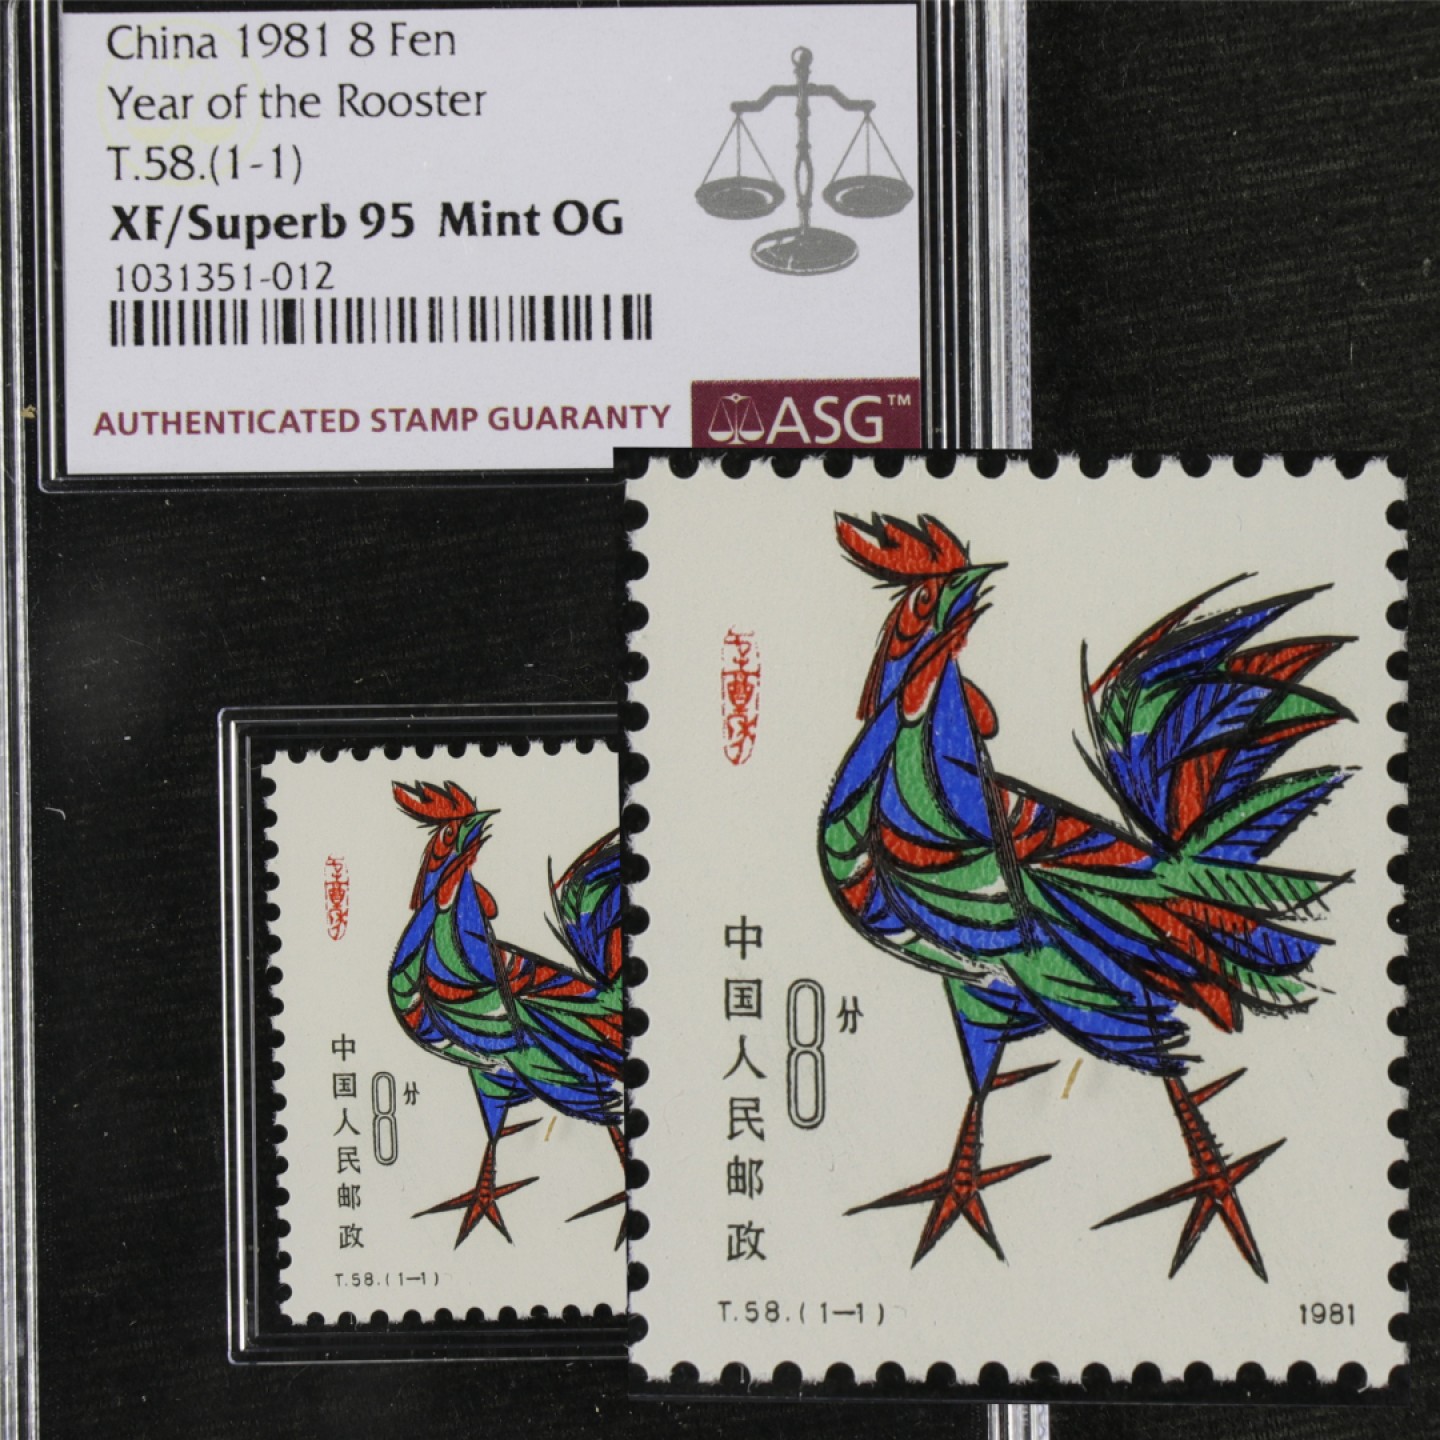 China 1981 8 Fen
Year of the Rooster
T.58.(1-1)
XF/Superb 95 Mint OG
1031351-012
AUTHENTICATED STAMP GUARANTY
ASG™
中国人民邮政
8分
T.58.(1—1)
中国人民邮政
8分
T.58.(1—1)
1981